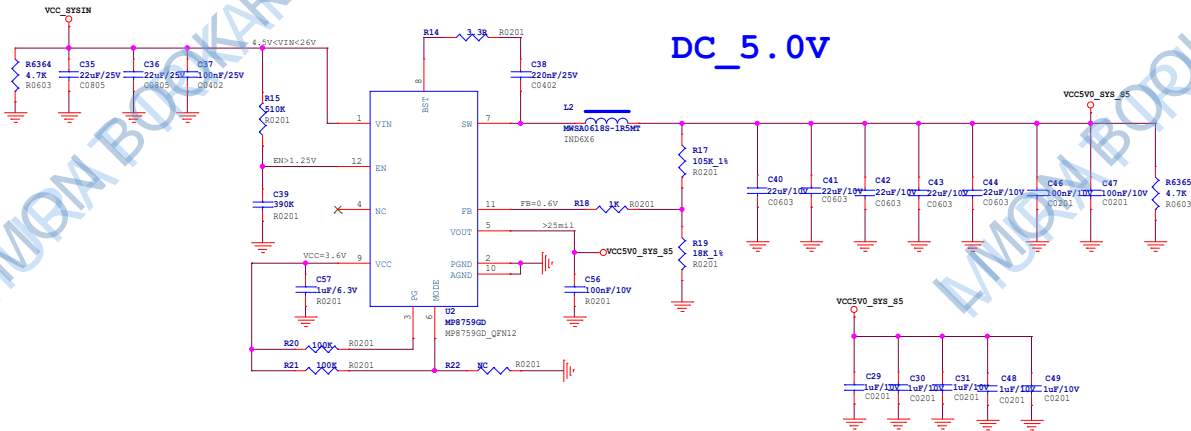 VCC_SYSIN
4.5V<VIN<26V
R6364
4.7K
R0603
C35
22uF/25V
C0805
C36
22uF/25V
C0805
C37
100nF/25V
C0402
R15
510K
R0201
EN>1.25V
C39
390K
R0201
R14
3.3R
R0201
C38
220nF/25V
C0402
DC_5.0V
8
BST
1
VIN
12
EN
4
NC
9
VCC
VCC=3.6V
SW
7
FB
11
VOUT
5
PGND
2
AGND
10
PG
3
MODE
6
U2
MP8759GD
MP8759GD_QFN12
C57
1uF/6.3V
R0201
R20
100K
R0201
R21
100K
R0201
R22
NC
R0201
L2
MWSA0618S-1R5MT
IND6X6
FB=0.6V
R18
1K
R0201
>25mil
VCC5V0_SYS_S5
C56
100nF/10V
R0201
R17
105K_1%
R0201
R19
18K_1%
R0201
C40
22uF/10V
C0603
C41
22uF/10V
C0603
C42
22uF/10V
C0603
C43
22uF/10V
C0603
C44
22uF/10V
C0603
C46
100nF/10V
C0201
C47
100nF/10V
C0201
VCC5V0_SYS_S5
R6365
4.7K
R0603
VCC5V0_SYS_S5
C29
1uF/10V
C0201
C30
1uF/10V
C0201
C31
1uF/10V
C0201
C48
1uF/10V
C0201
C49
1uF/10V
C0201